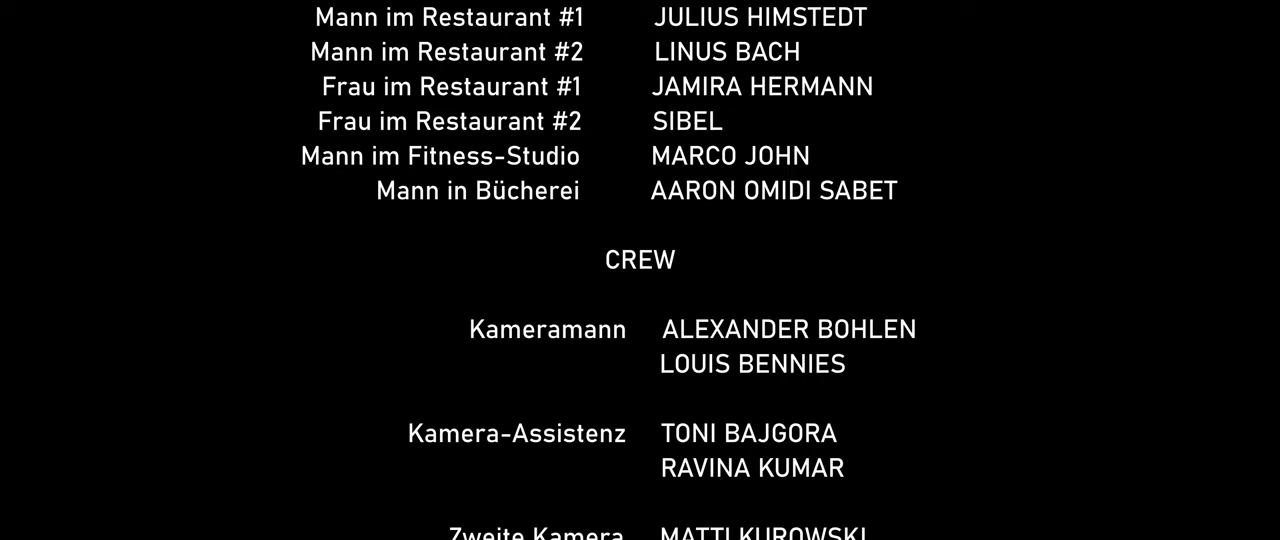 Mann im Restaurant #1 JULIUS HIMSTEDT
Mann im Restaurant #2 LINUS BACH
Frau im Restaurant #1 JAMIRA HERMANN
Frau im Restaurant #2 SIBEL
Mann im Fitness-Studio MARCO JOHN
Mann in Bücherei AARON OMIDI SABET
CREW
Kameramann ALEXANDER BOHLEN
LOUIS BENNIES
Kamera-Assistenz TONI BAJGORA
RAVINA KUMAR
Zweite Kamera MATTI KUROWSKI